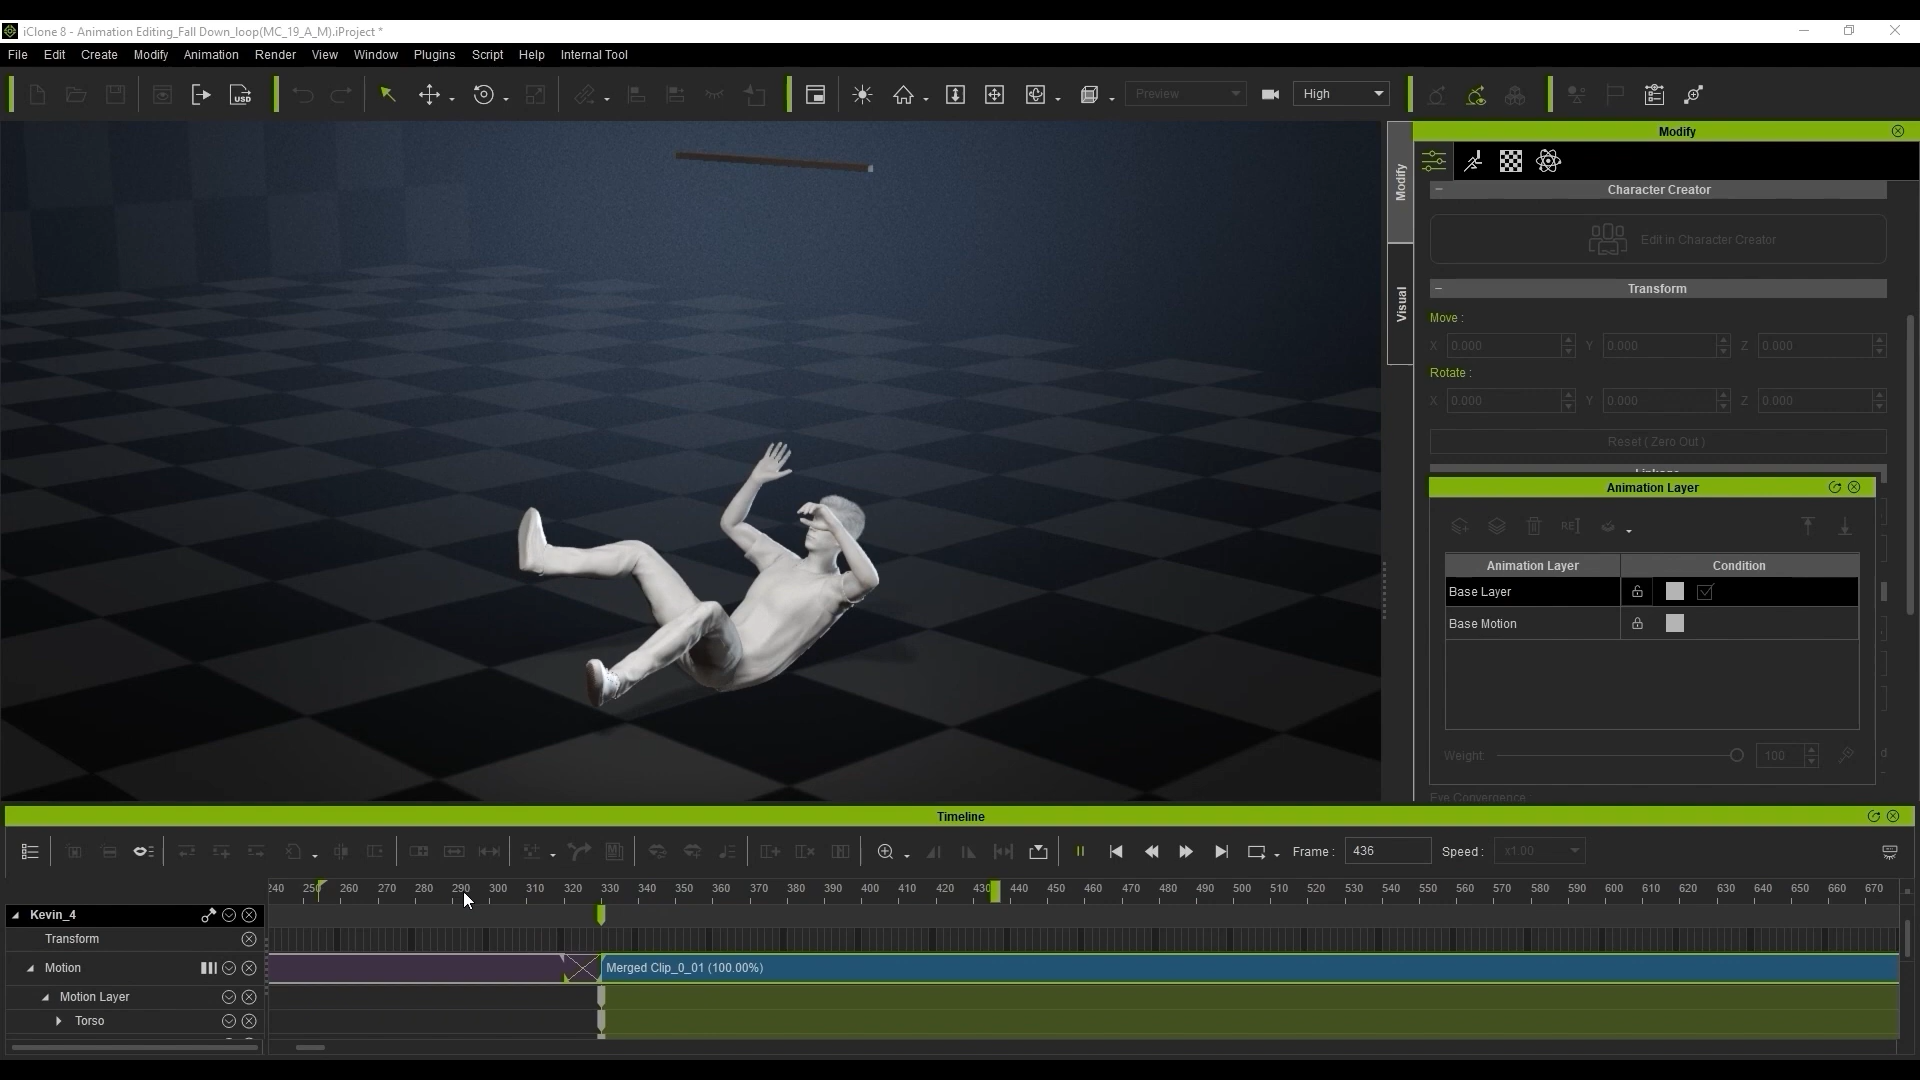 iClone 8 - Animation Editing_Fall Down_loop(MC_19_A_M).iProject *
File Edit Create Modify Animation Render View Window Plugins Script Help Internal Tool
USD
Preview
High
Modify
Visual
Modify
Character Creator
Edit in Character Creator
Transform
Move :
X 0.000 Y 0.000 Z 0.000
Rotate :
X 0.000 Y 0.000 Z 0.000
Reset ( Zero Out )
Linkage
Animation Layer
Animation Layer Condition
Base Layer
Base Motion
Weight: 100
Eye Convergence
Timeline
Frame : 436 Speed : x1.00
240 250 260 270 280 290 300 310 320 330 340 350 360 370 380 390 400 410 420 430 440 450 460 470 480 490 500 510 520 530 540 550 560 570 580 590 600 610 620 630 640 650 660 670
Kevin_4
Transform
Motion
Merged Clip_0_01 (100.00%)
Motion Layer
Torso